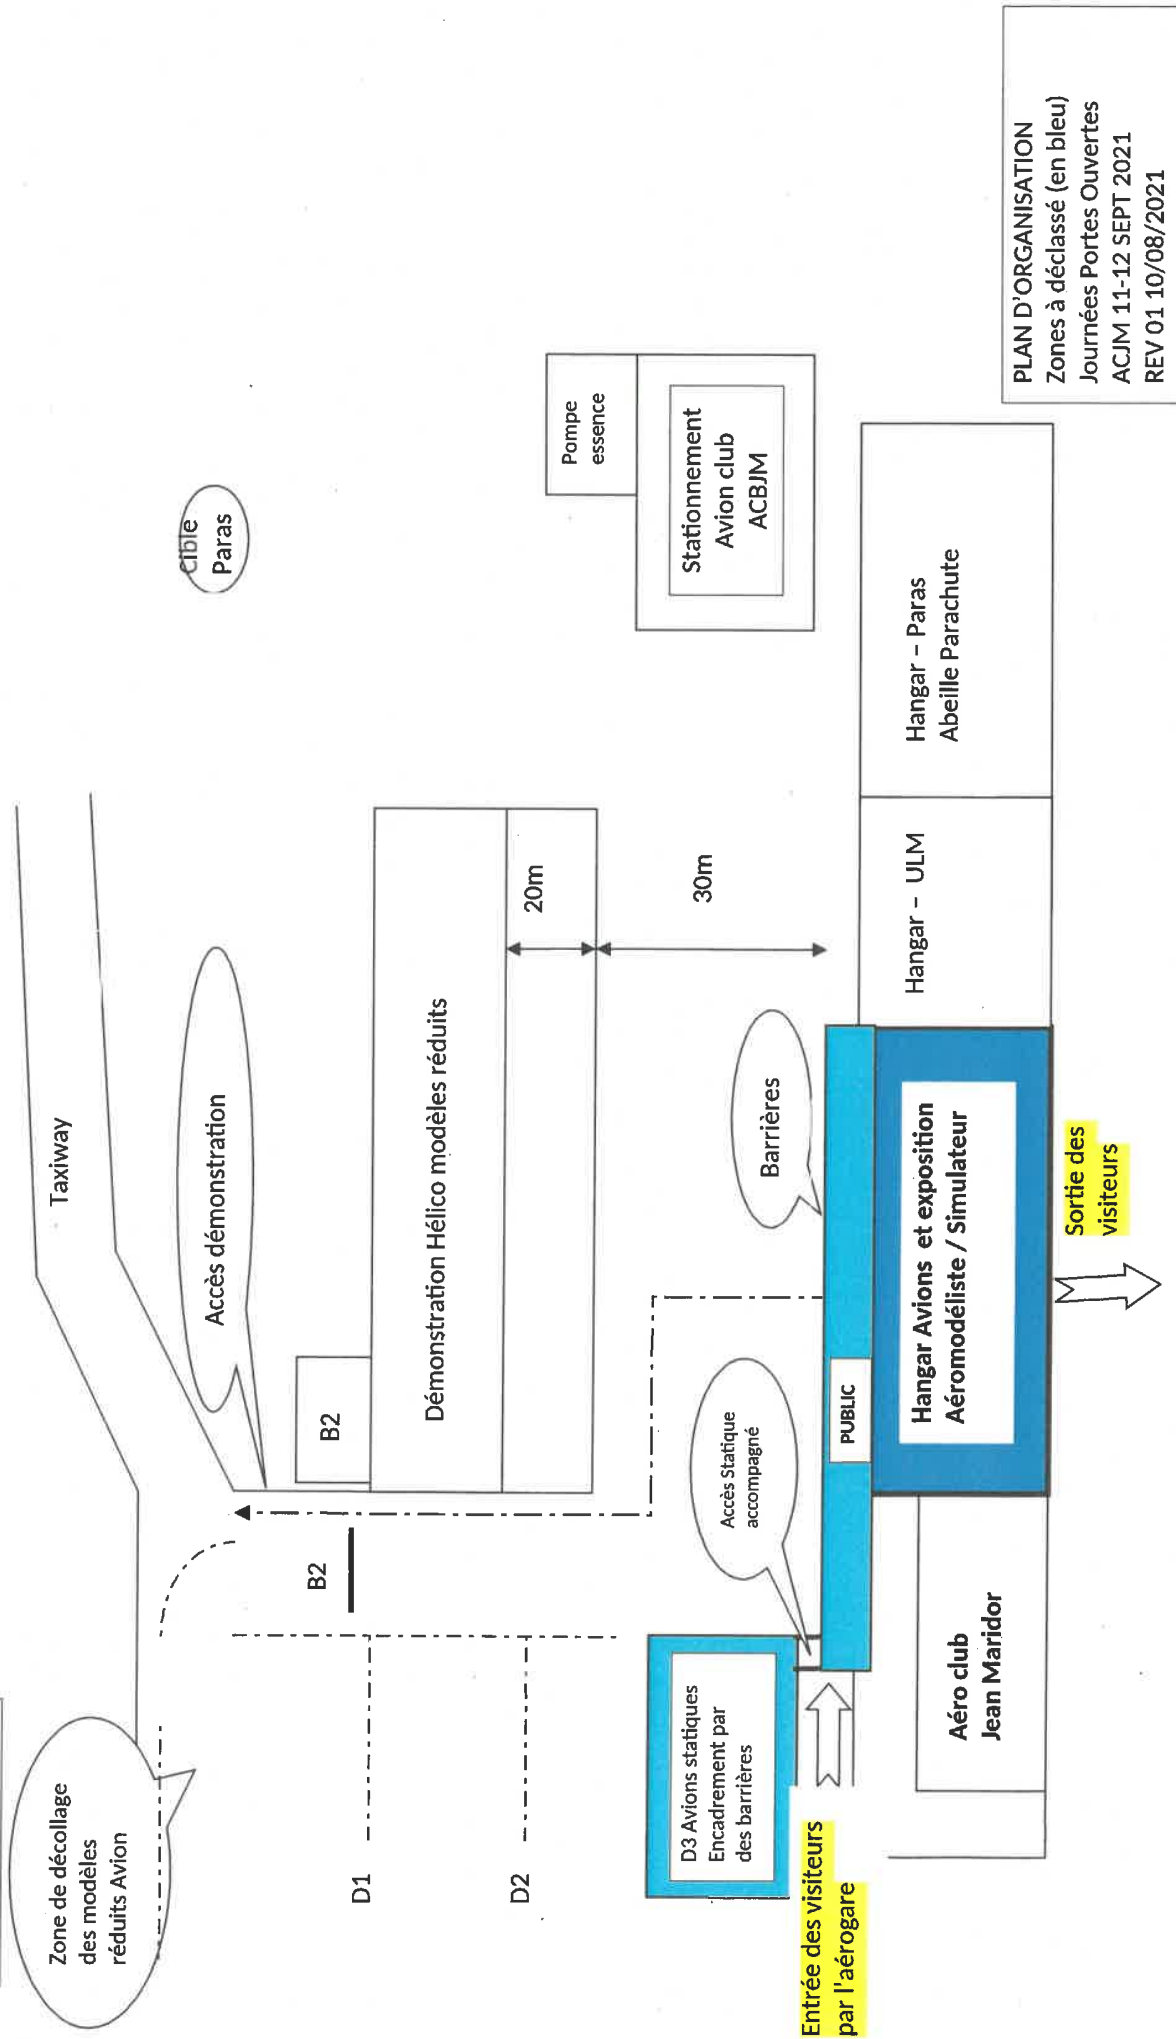 Zone de décollage
des modèles
réduits Avion
Taxiway
Accès démonstration
Cible
Paras
B2
B2
D1
D2
Démonstration Hélico modèles réduits
20m
30m
Pompe
essence
Stationnement
Avion club
ACBJM
D3 Avions statiques
Encadrement par
des barrières
Accès Statique
accompagné
Barrières
PUBLIC
Entrée des visiteurs
par l'aérogare
Aéro club
Jean Maridor
Hangar Avions et exposition
Aéromodéliste / Simulateur
Hangar – ULM
Hangar – Paras
Abeille Parachute
Sortie des
visiteurs
PLAN D'ORGANISATION
Zones à déclassé (en bleu)
Journées Portes Ouvertes
ACJM 11-12 SEPT 2021
REV 01 10/08/2021